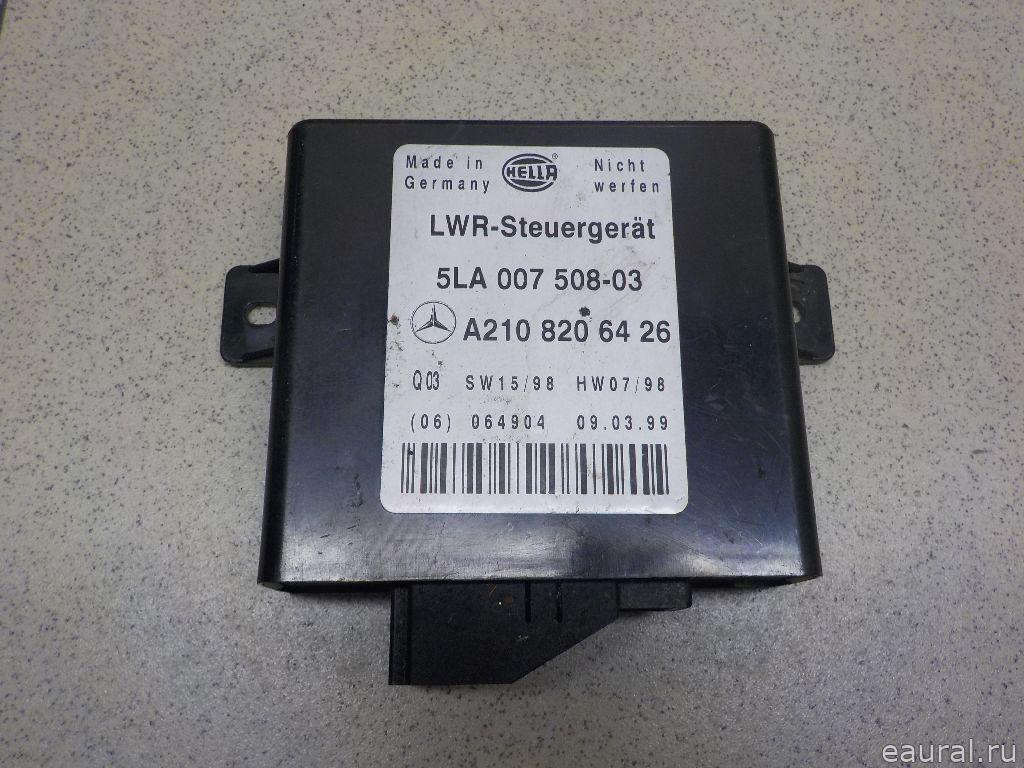 Made in HELLA ® Nicht
Germany werfen
LWR-Steuergerät
5LA 007 508-03
A210 820 64 26
Q03 SW15/98 HW07/98
(06) 064904 09.03.99
eaural.ru